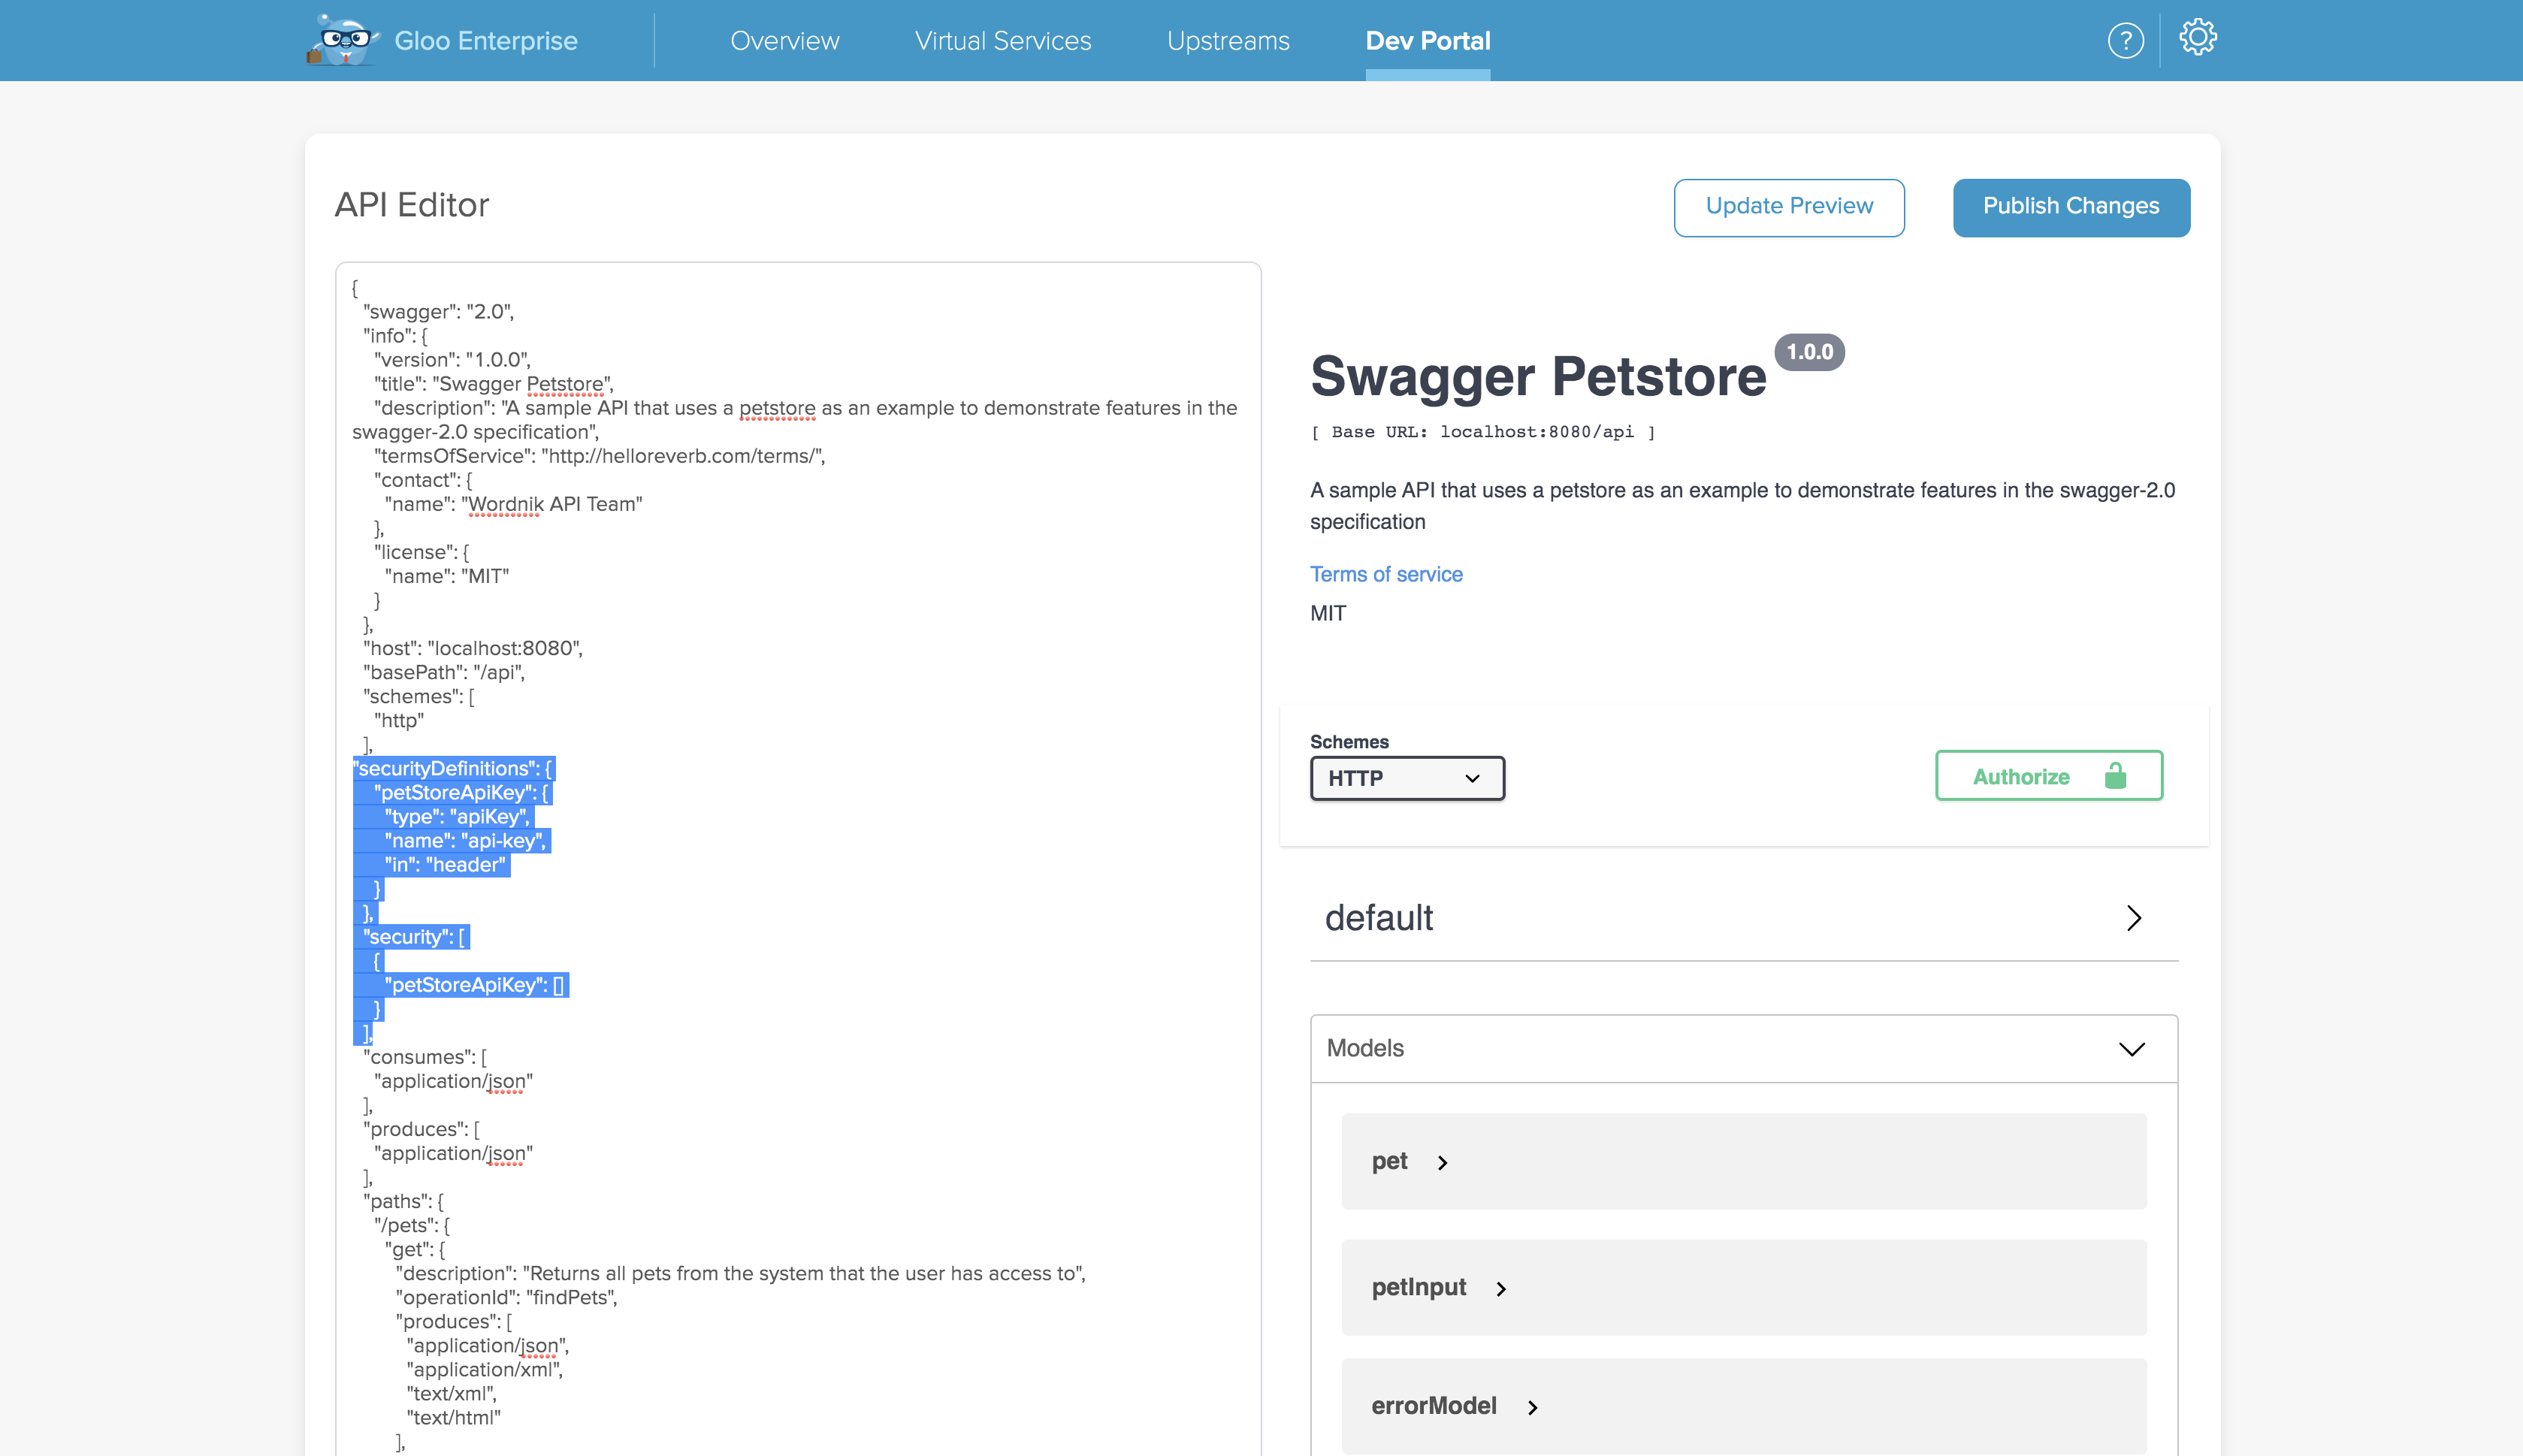 Gloo Enterprise
Overview
Virtual Services
Upstreams
Dev Portal
?
API Editor
Update Preview
Publish Changes
{
"swagger": "2.0",
"info": {
"version": "1.0.0",
"title": "Swagger Petstore",
"description": "A sample API that uses a petstore as an example to demonstrate features in the
swagger-2.0 specification",
"termsOfService": "http://helloreverb.com/terms/",
"contact": {
"name": "Wordnik API Team"
},
"license": {
"name": "MIT"
}
},
"host": "localhost:8080",
"basePath": "/api",
"schemes": [
"http"
],
"securityDefinitions": {
"petStoreApiKey": {
"type": "apiKey",
"name": "api-key",
"in": "header"
}
},
"security": [
{
"petStoreApiKey": []
}
],
"consumes": [
"application/json"
],
"produces": [
"application/json"
],
"paths": {
"/pets": {
"get": {
"description": "Returns all pets from the system that the user has access to",
"operationId": "findPets",
"produces": [
"application/json",
"application/xml",
"text/xml",
"text/html"
],
Swagger Petstore 1.0.0
[ Base URL: localhost:8080/api ]
A sample API that uses a petstore as an example to demonstrate features in the swagger-2.0
specification
Terms of service
MIT
Schemes
HTTP
Authorize
default
Models
pet
petInput
errorModel